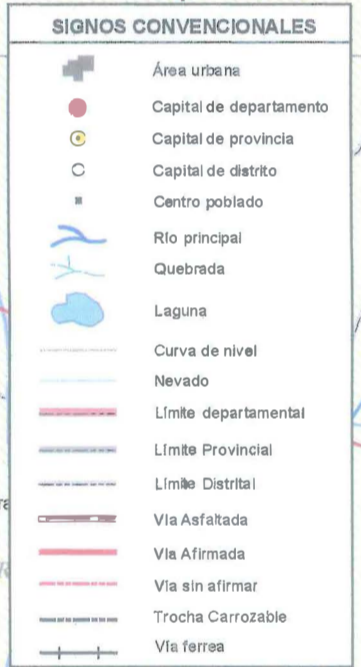 SIGNOS CONVENCIONALES
Área urbana
Capital de departamento
Capital de provincia
Capital de distrito
Centro poblado
Río principal
Quebrada
Laguna
Curva de nivel
Nevado
Límite departamental
Límite Provincial
Límite Distrital
Vía Asfaltada
Vía Afirmada
Vía sin afirmar
Trocha Carrozable
Vía ferrea